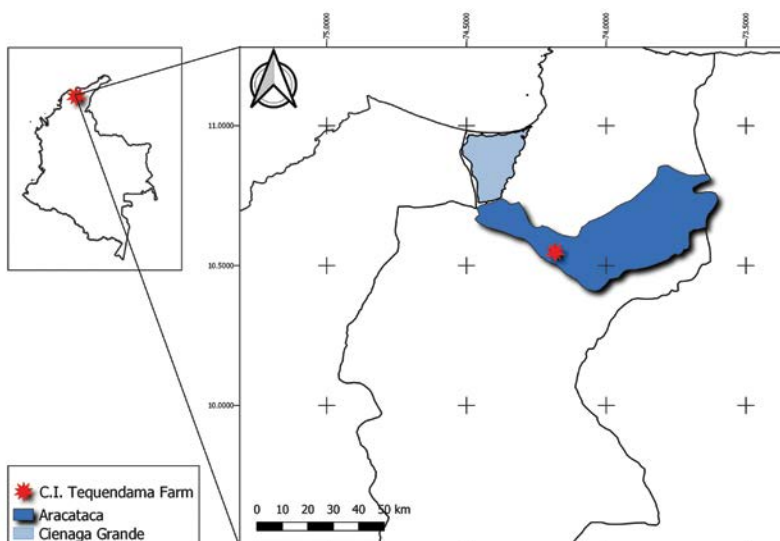 -75.0000
-74.5000
-74.0000
-73.5000
11.0000
10.5000
10.0000
C.I. Tequendama Farm
Aracataca
Cienaga Grande
0 10 20 30 40 50 km